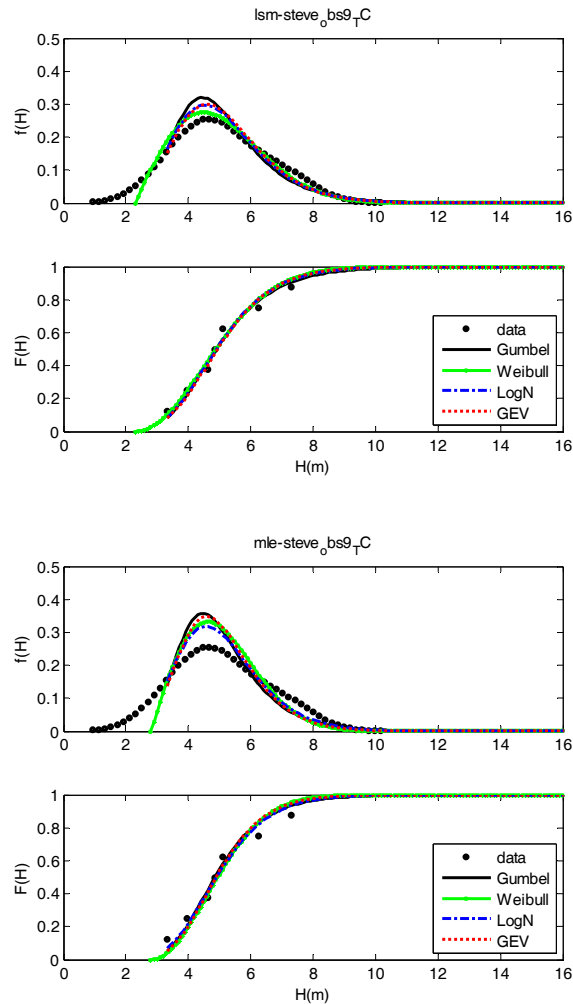 lsm-steve_obs9_TC
0.5
0.4
0.3
0.2
0.1
0
f(H)
0 2 4 6 8 10 12 14 16
1
0.8
0.6
0.4
0.2
0
F(H)
data
Gumbel
Weibull
LogN
GEV
0 2 4 6 8 10 12 14 16
H(m)
mle-steve_obs9_TC
0.5
0.4
0.3
0.2
0.1
0
f(H)
0 2 4 6 8 10 12 14 16
1
0.8
0.6
0.4
0.2
0
F(H)
data
Gumbel
Weibull
LogN
GEV
0 2 4 6 8 10 12 14 16
H(m)